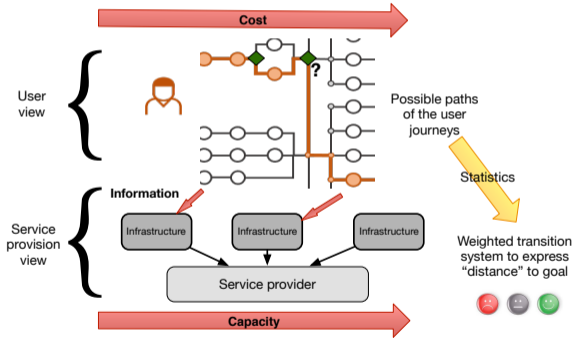 Cost
?
User
view
Possible paths
of the user
journeys
Statistics
Information
Service
provision
view
Infrastructure
Infrastructure
Infrastructure
Service provider
Weighted transition
system to express
“distance” to goal
Capacity